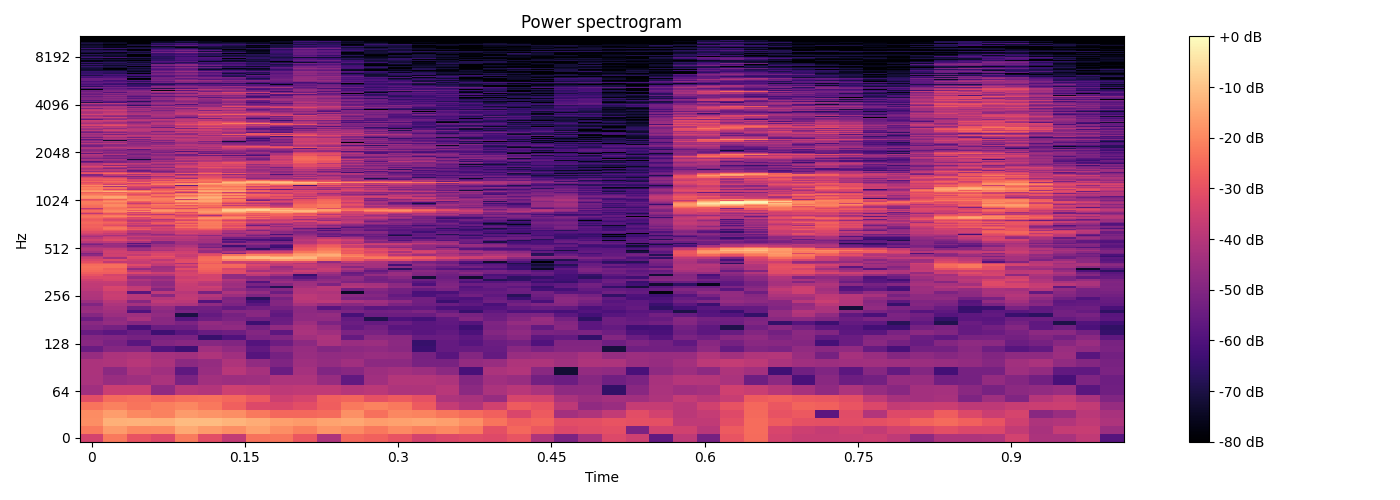 Power spectrogram
Hz
8192
4096
2048
1024
512
256
128
64
0
0 0.15 0.3 0.45 0.6 0.75 0.9
Time
+0 dB
-10 dB
-20 dB
-30 dB
-40 dB
-50 dB
-60 dB
-70 dB
-80 dB